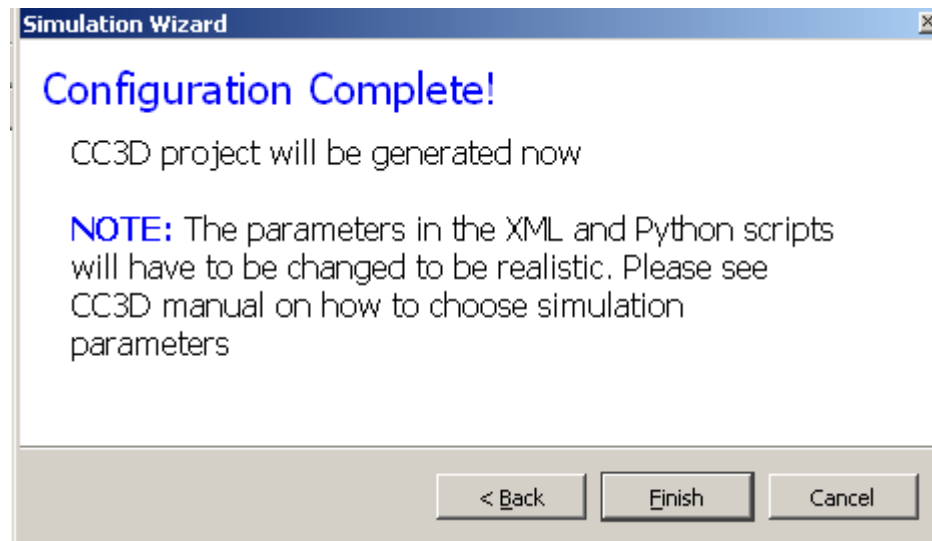 Simulation Wizard
Configuration Complete!
CC3D project will be generated now
NOTE: The parameters in the XML and Python scripts
will have to be changed to be realistic. Please see
CC3D manual on how to choose simulation
parameters
< Back Finish Cancel